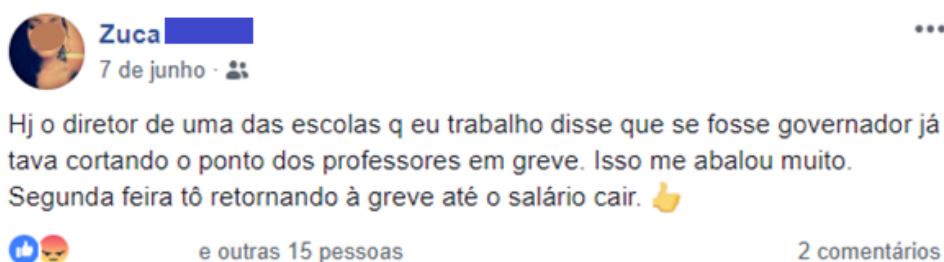 Zuca
7 de junho ·
Hj o diretor de uma das escolas q eu trabalho disse que se fosse governador já
tava cortando o ponto dos professores em greve. Isso me abalou muito.
Segunda feira tô retornando à greve até o salário cair. 👍
e outras 15 pessoas
2 comentários